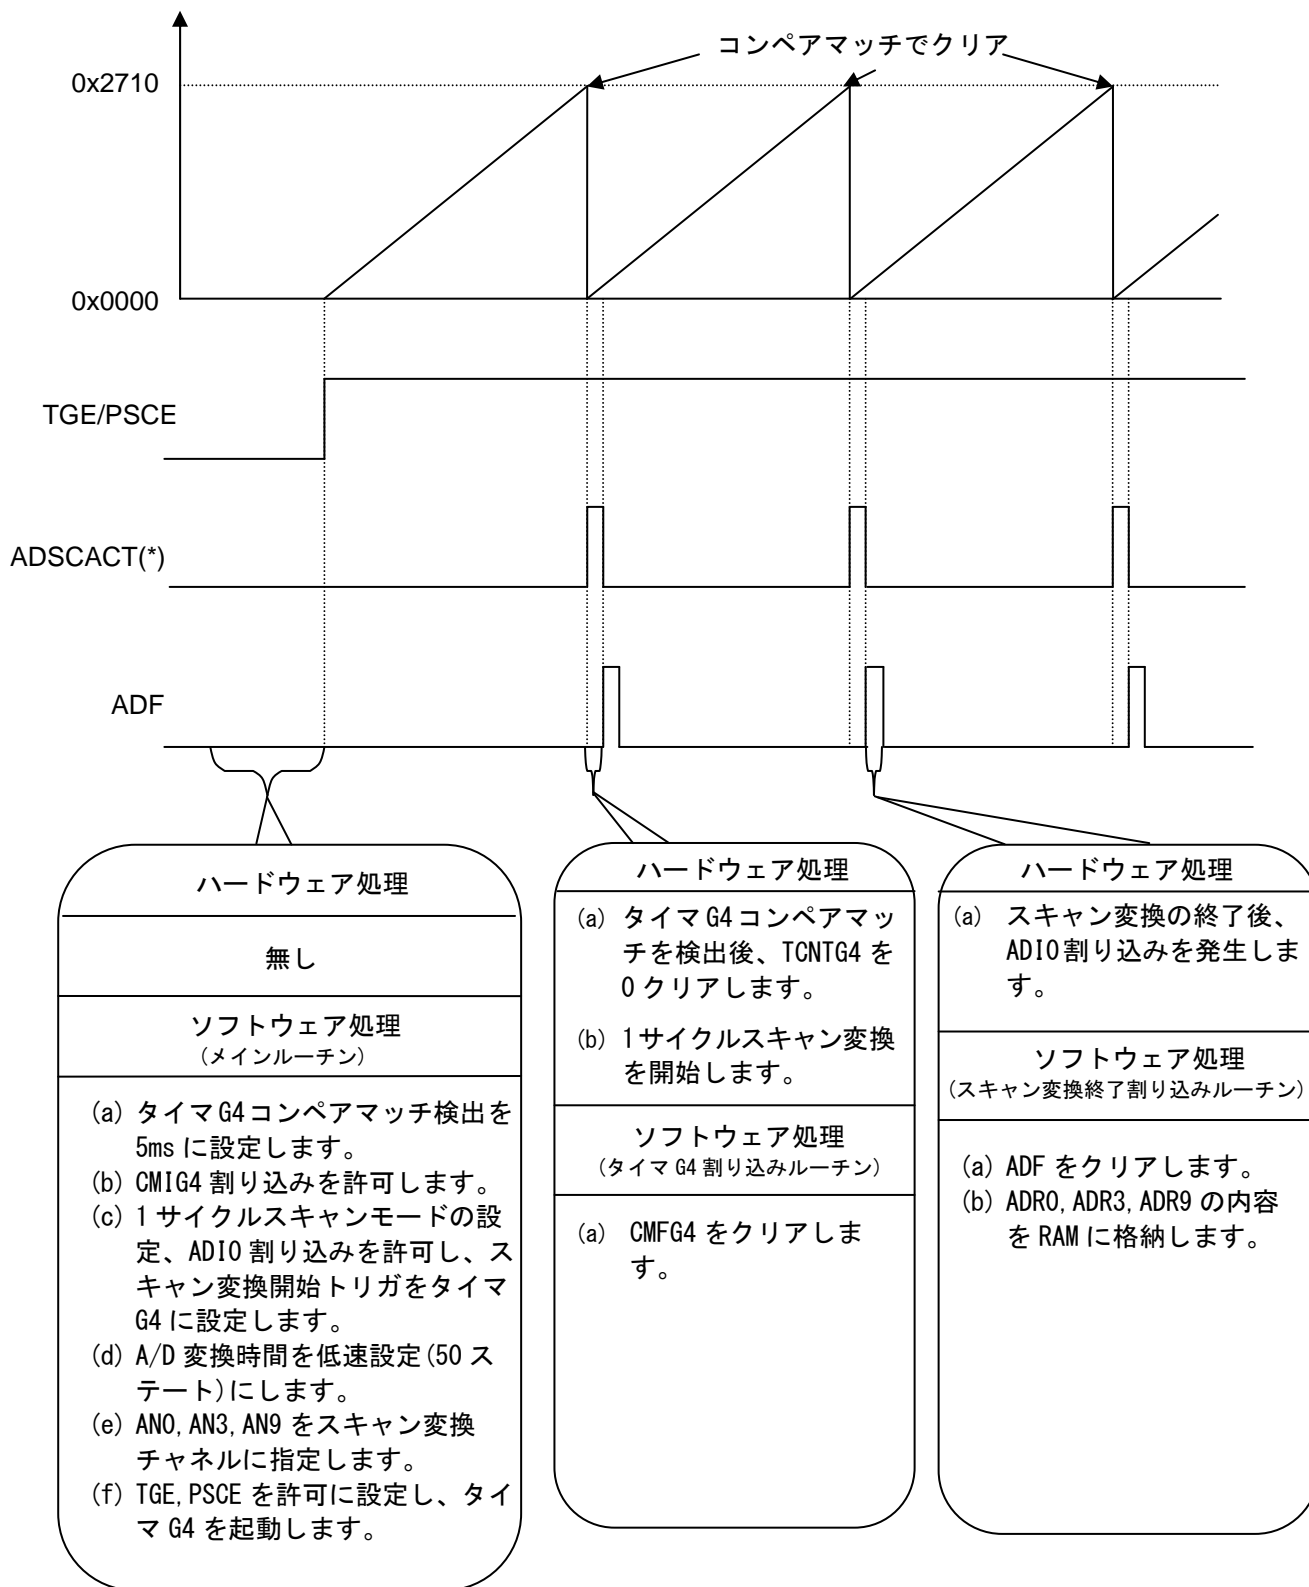 コンペアマッチでクリア
0x2710
0x0000
TGE/PSCE
ADSCACT(*)
ADF
ハードウェア処理
無し
ソフトウェア処理
(メインルーチン)
(a) タイマ G4 コンペアマッチ検出を
5ms に設定します。
(b) CMIG4 割り込みを許可します。
(c) 1 サイクルスキャンモードの設
定、ADI0 割り込みを許可し、ス
キャン変換開始トリガをタイマ
G4 に設定します。
(d) A/D 変換時間を低速設定(50 ス
テート)にします。
(e) AN0, AN3, AN9 をスキャン変換
チャネルに指定します。
(f) TGE, PSCE を許可に設定し、タイ
マ G4 を起動します。
ハードウェア処理
(a) タイマ G4 コンペアマッ
チを検出後、TCNTG4 を
0 クリアします。
(b) 1 サイクルスキャン変換
を開始します。
ソフトウェア処理
(タイマ G4 割り込みルーチン)
(a) CMFG4 をクリアしま
す。
ハードウェア処理
(a) スキャン変換の終了後、
ADI0 割り込みを発生しま
す。
ソフトウェア処理
(スキャン変換終了割り込みルーチン)
(a) ADF をクリアします。
(b) ADR0, ADR3, ADR9 の内容
を RAM に格納します。